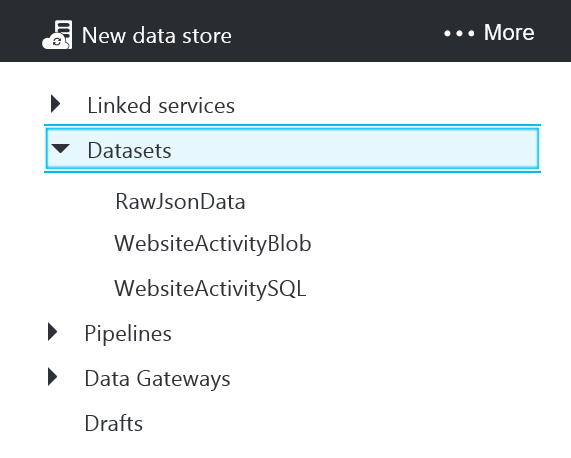 New data store
••• More
Linked services
Datasets
RawJsonData
WebsiteActivityBlob
WebsiteActivitySQL
Pipelines
Data Gateways
Drafts